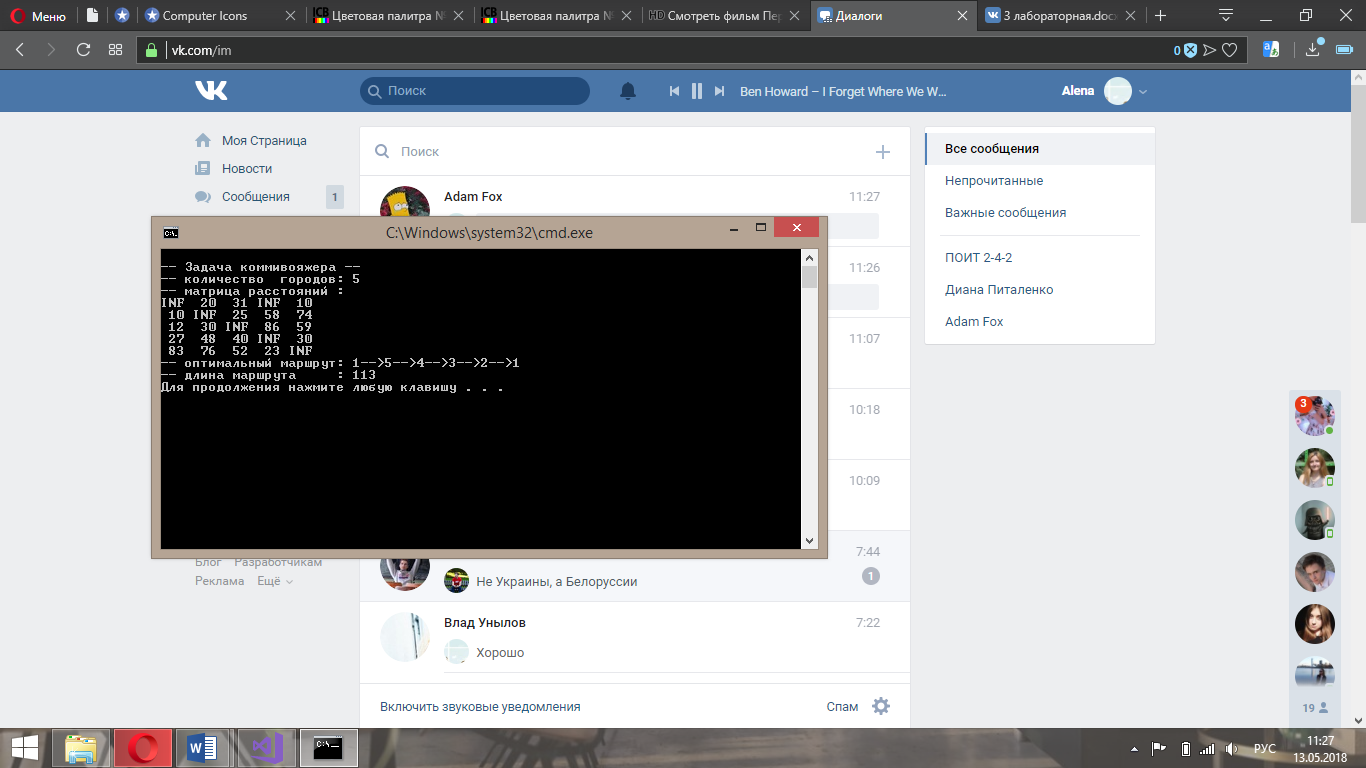 Меню
Computer Icons
Цветовая палитра N
Цветовая палитра N
Смотреть фильм Пер
Диалоги
3 лабораторная.docx
vk.com/im
0
Поиск
Ben Howard – I Forget Where We W...
Alena
Моя Страница
Новости
Сообщения 1
Поиск
Adam Fox 11:27
11:26
11:07
10:18
10:09
7:44
Не Украины, а Белоруссии 1
Влад Унылов 7:22
Хорошо
Включить звуковые уведомления Спам
Все сообщения
Непрочитанные
Важные сообщения
ПОИТ 2-4-2
Диана Питаленко
Adam Fox
C:\Windows\system32\cmd.exe
-- Задача коммивояжера --
-- количество городов: 5
-- матрица расстояний :
INF 20 31 INF 10
10 INF 25 58 74
12 30 INF 86 59
27 48 40 INF 30
83 76 52 23 INF
-- оптимальный маршрут: 1-->5-->4-->3-->2-->1
-- длина маршрута : 113
Для продолжения нажмите любую клавишу . . .
Блог Разработчикам
Реклама Ещё
3
19
РУС
11:27
13.05.2018